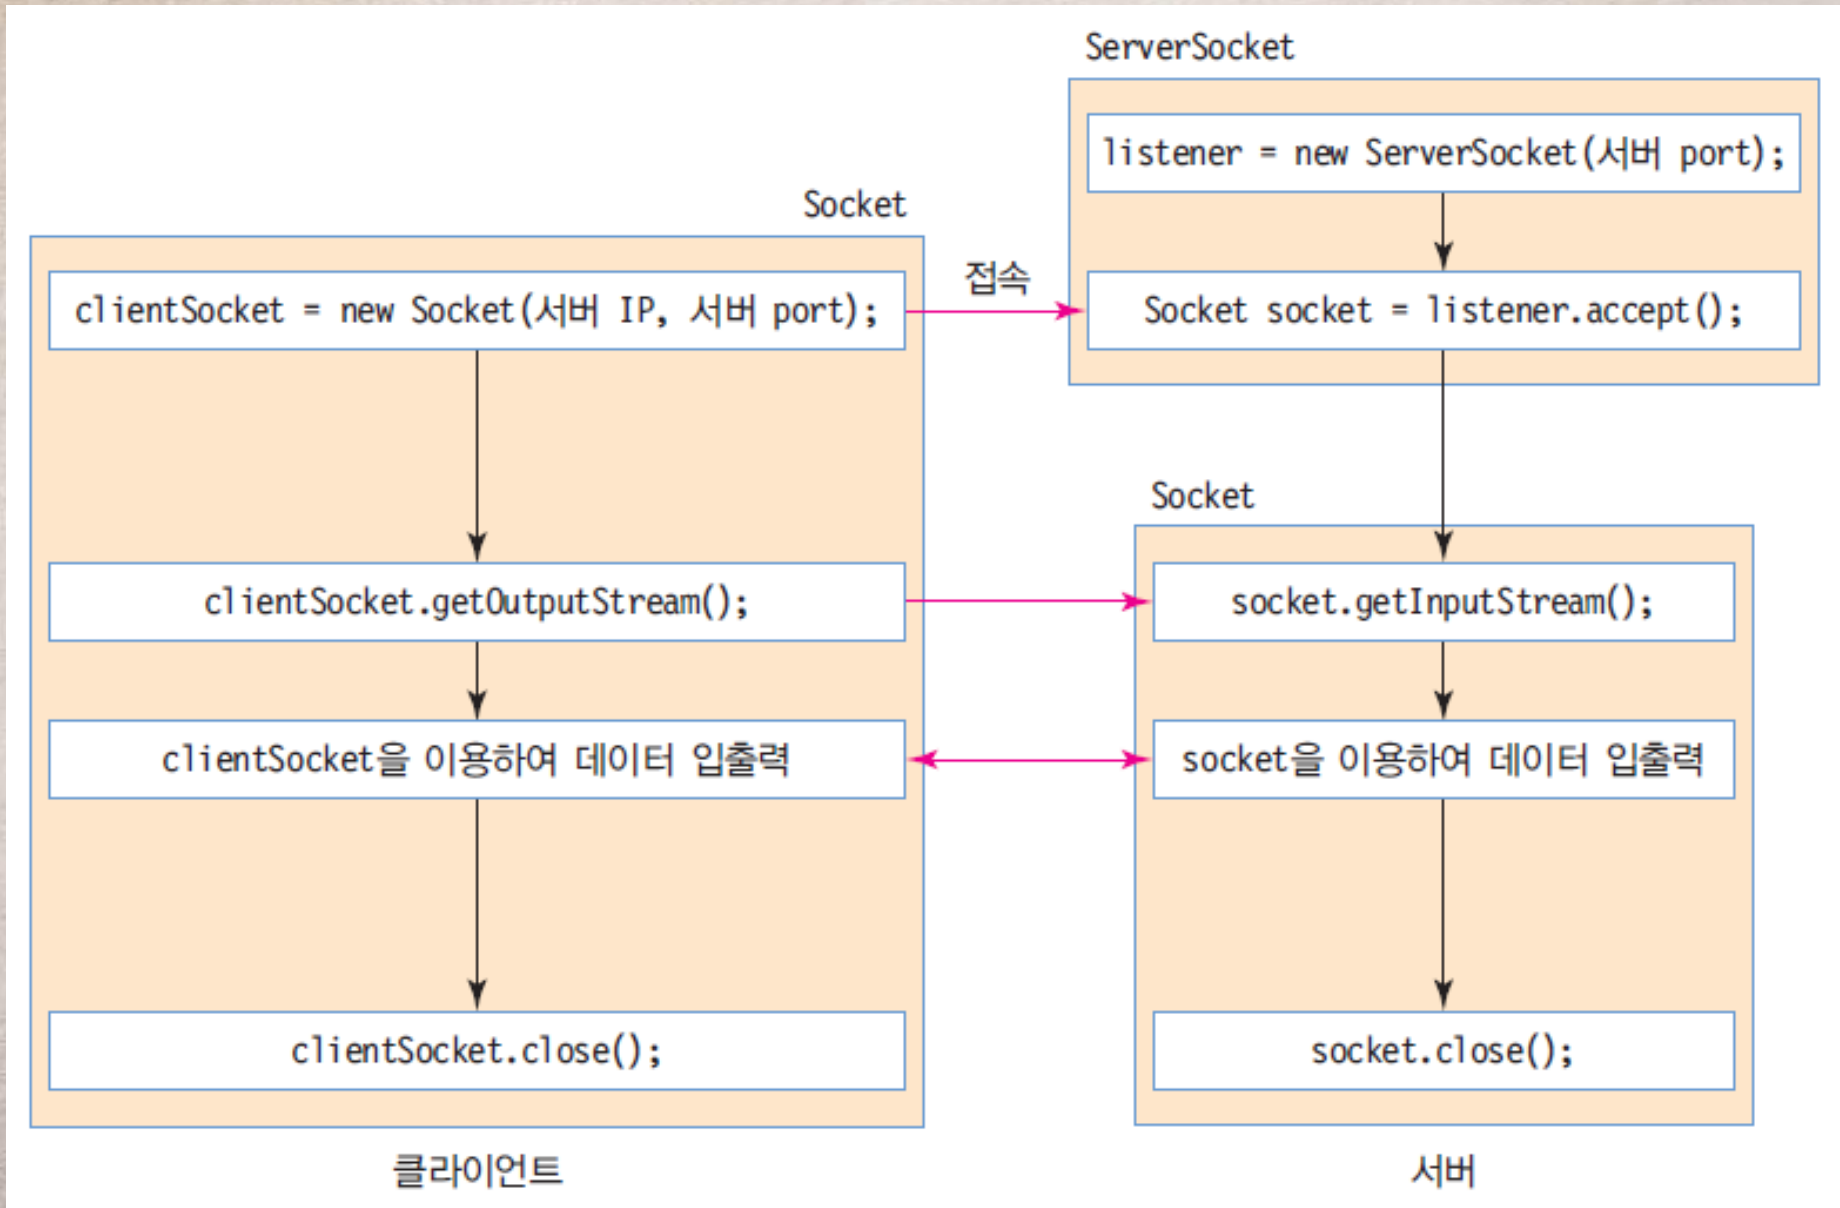 ServerSocket
listener = new ServerSocket(서버 port);
Socket
clientSocket = new Socket(서버 IP, 서버 port);
접속
Socket socket = listener.accept();
Socket
clientSocket.getOutputStream();
socket.getInputStream();
clientSocket을 이용하여 데이터 입출력
socket을 이용하여 데이터 입출력
clientSocket.close();
socket.close();
클라이언트
서버